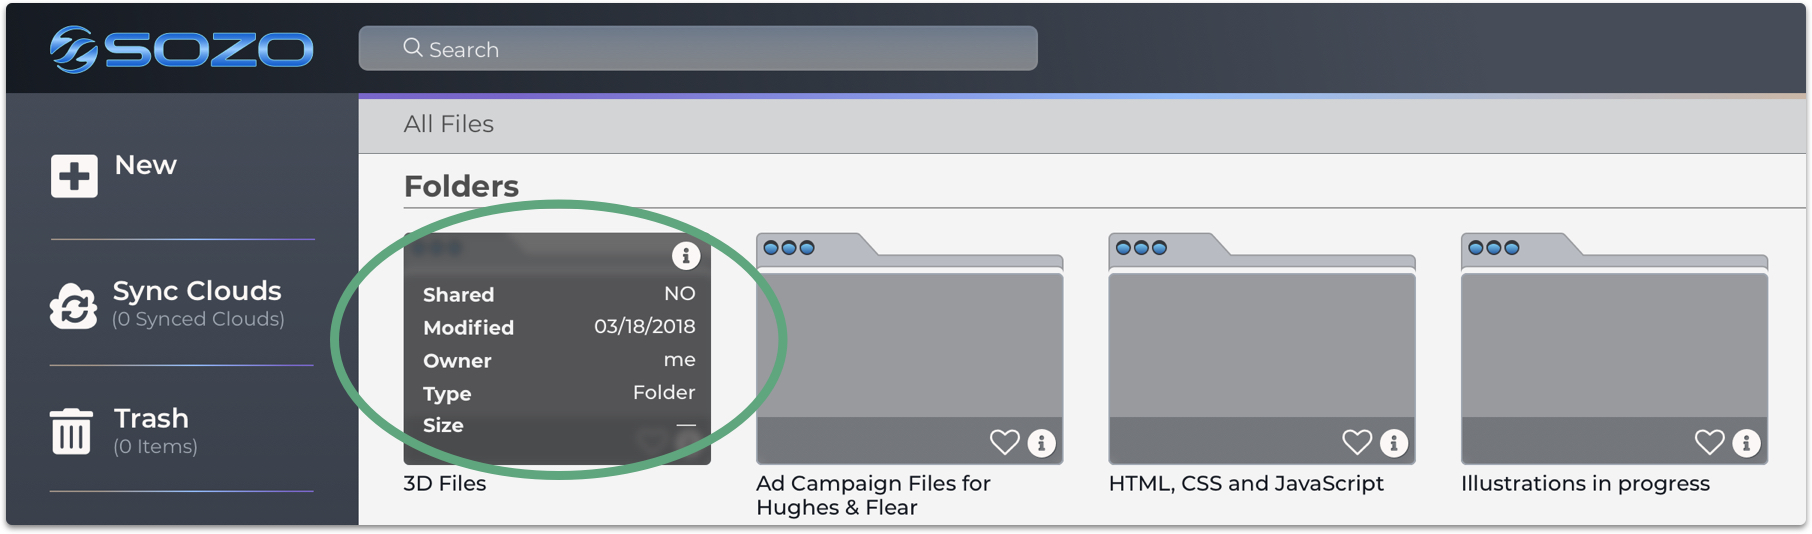 SOZO
Search
New
Sync Clouds
(0 Synced Clouds)
Trash
(0 Items)
All Files
Folders
Shared NO
Modified 03/18/2018
Owner me
Type Folder
Size —
3D Files
Ad Campaign Files for
Hughes & Flear
HTML, CSS and JavaScript
Illustrations in progress